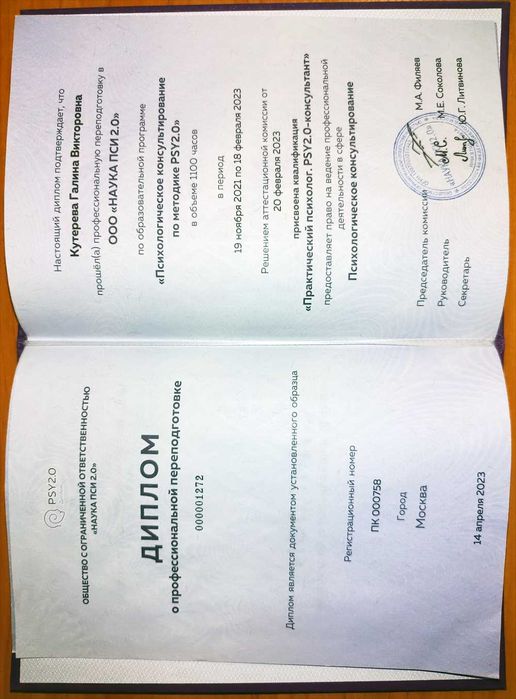 PSY2.0
ОБЩЕСТВО С ОГРАНИЧЕННОЙ ОТВЕТСТВЕННОСТЬЮ
«НАУКА ПСИ 2.0»
ДИПЛОМ
о профессиональной переподготовке
000001272
Диплом является документом установленного образца
Регистрационный номер
ПК 000758
Город
Москва
14 апреля 2023
Настоящий диплом подтверждает, что
Кутерева Галина Викторовна
прошёл(а) профессиональную переподготовку в
ООО «НАУКА ПСИ 2.0»
по образовательной программе
«Психологическое консультирование
по методике PSY2.0»
в объеме 1100 часов
в период
19 ноября 2021 по 18 февраля 2023
Решением аттестационной комиссии от
20 февраля 2023
присвоена квалификация
«Практический психолог. PSY2.0-консультант»
предоставляет право на ведение профессиональной
деятельности в сфере
Психологическое консультирование
Председатель комиссии М.А. Филяев
Руководитель М.Е. Соколова
Секретарь Ю.Г. Литвинова